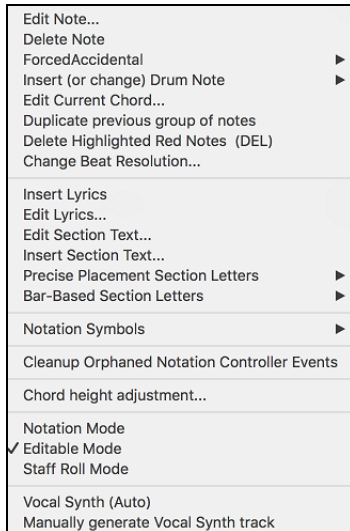 Edit Note...
Delete Note
ForcedAccidental
Insert (or change) Drum Note
Edit Current Chord...
Duplicate previous group of notes
Delete Highlighted Red Notes  (DEL)
Change Beat Resolution...
Insert Lyrics
Edit Lyrics...
Edit Section Text...
Insert Section Text...
Precise Placement Section Letters
Bar-Based Section Letters
Notation Symbols
Cleanup Orphaned Notation Controller Events
Chord height adjustment...
Notation Mode
Editable Mode
Staff Roll Mode
Vocal Synth (Auto)
Manually generate Vocal Synth track